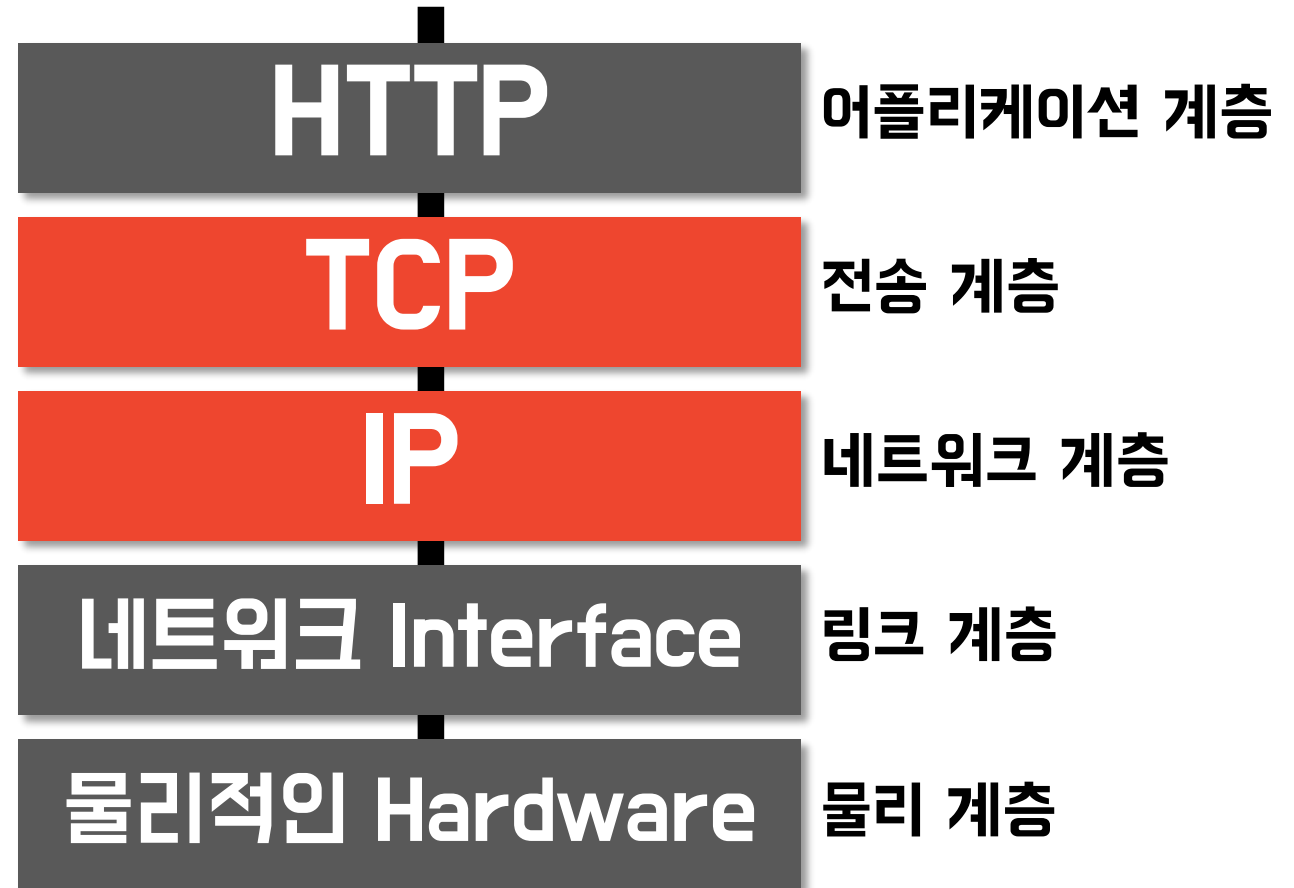 HTTP
어플리케이션 계층
TCP
전송 계층
IP
네트워크 계층
네트워크 Interface
링크 계층
물리적인 Hardware
물리 계층